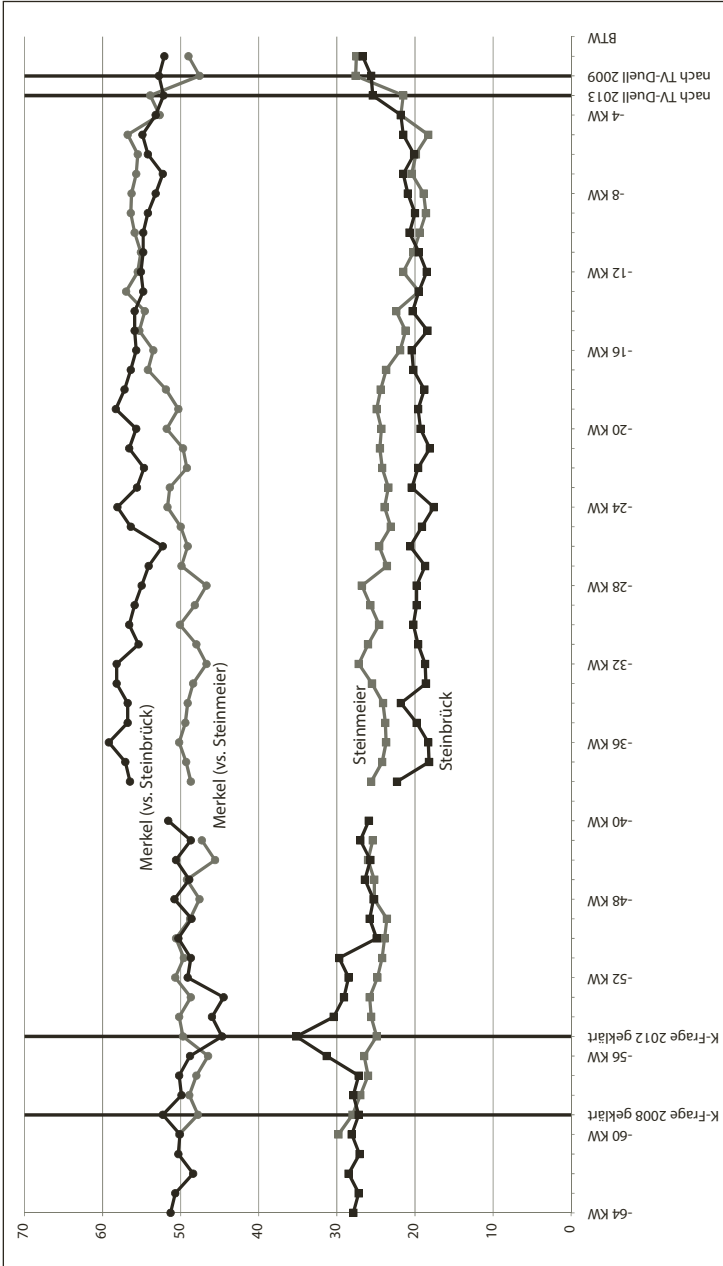 70
60
50
40
30
20
10
0
Merkel (vs. Steinbrück)
Merkel (vs. Steinmeier)
Steinmeier
Steinbrück
-64 KW
-60 KW
K-Frage 2008 geklärt
-56 KW
K-Frage 2012 geklärt
-52 KW
-48 KW
-40 KW
-36 KW
-32 KW
-28 KW
-24 KW
-20 KW
-16 KW
-12 KW
-8 KW
-4 KW
nach TV-Duell 2013
nach TV-Duell 2009
BTW